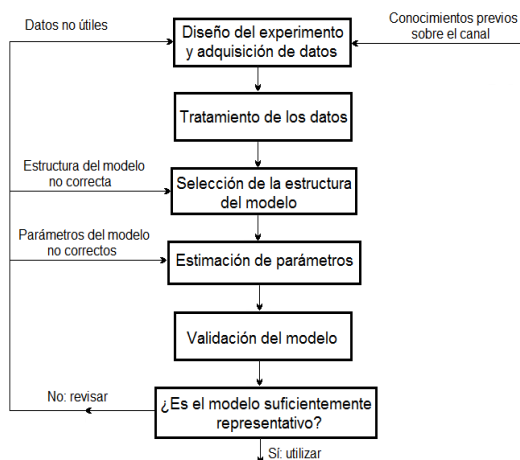 Datos no útiles
Conocimientos previos
sobre el canal
Diseño del experimento
y adquisición de datos
Tratamiento de los datos
Estructura del modelo
no correcta
Selección de la estructura
del modelo
Parámetros del modelo
no correctos
Estimación de parámetros
Validación del modelo
No: revisar
¿Es el modelo suficientemente
representativo?
Sí: utilizar